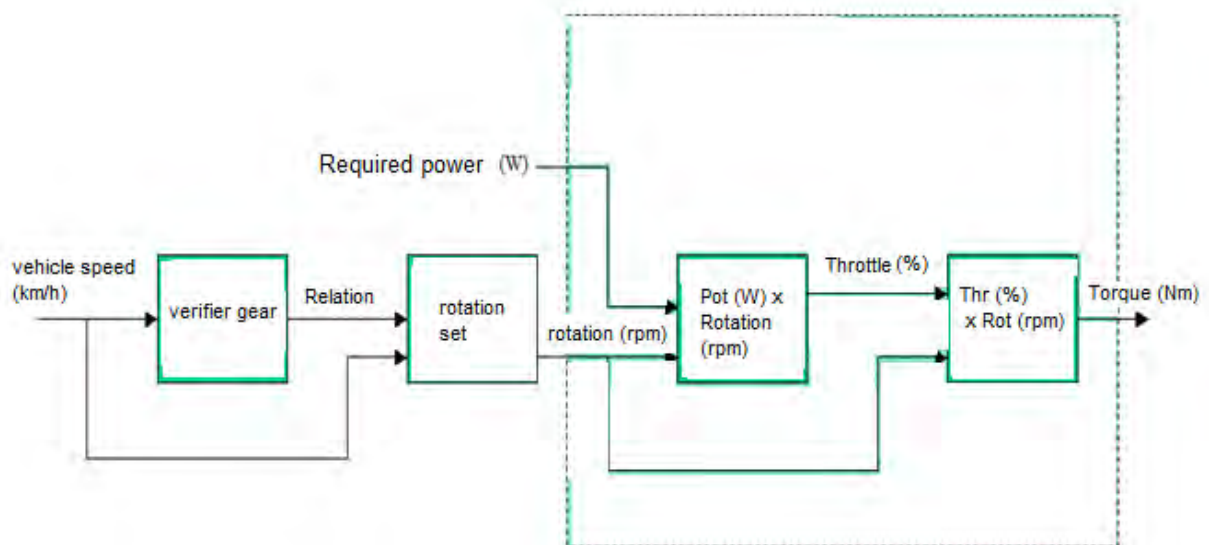 Required power (W)
vehicle speed
(km/h)
verifier gear
Relation
rotation
set
rotation (rpm)
Pot (W) x
Rotation
(rpm)
Throttle (%)
Thr (%)
x Rot (rpm)
Torque (Nm)